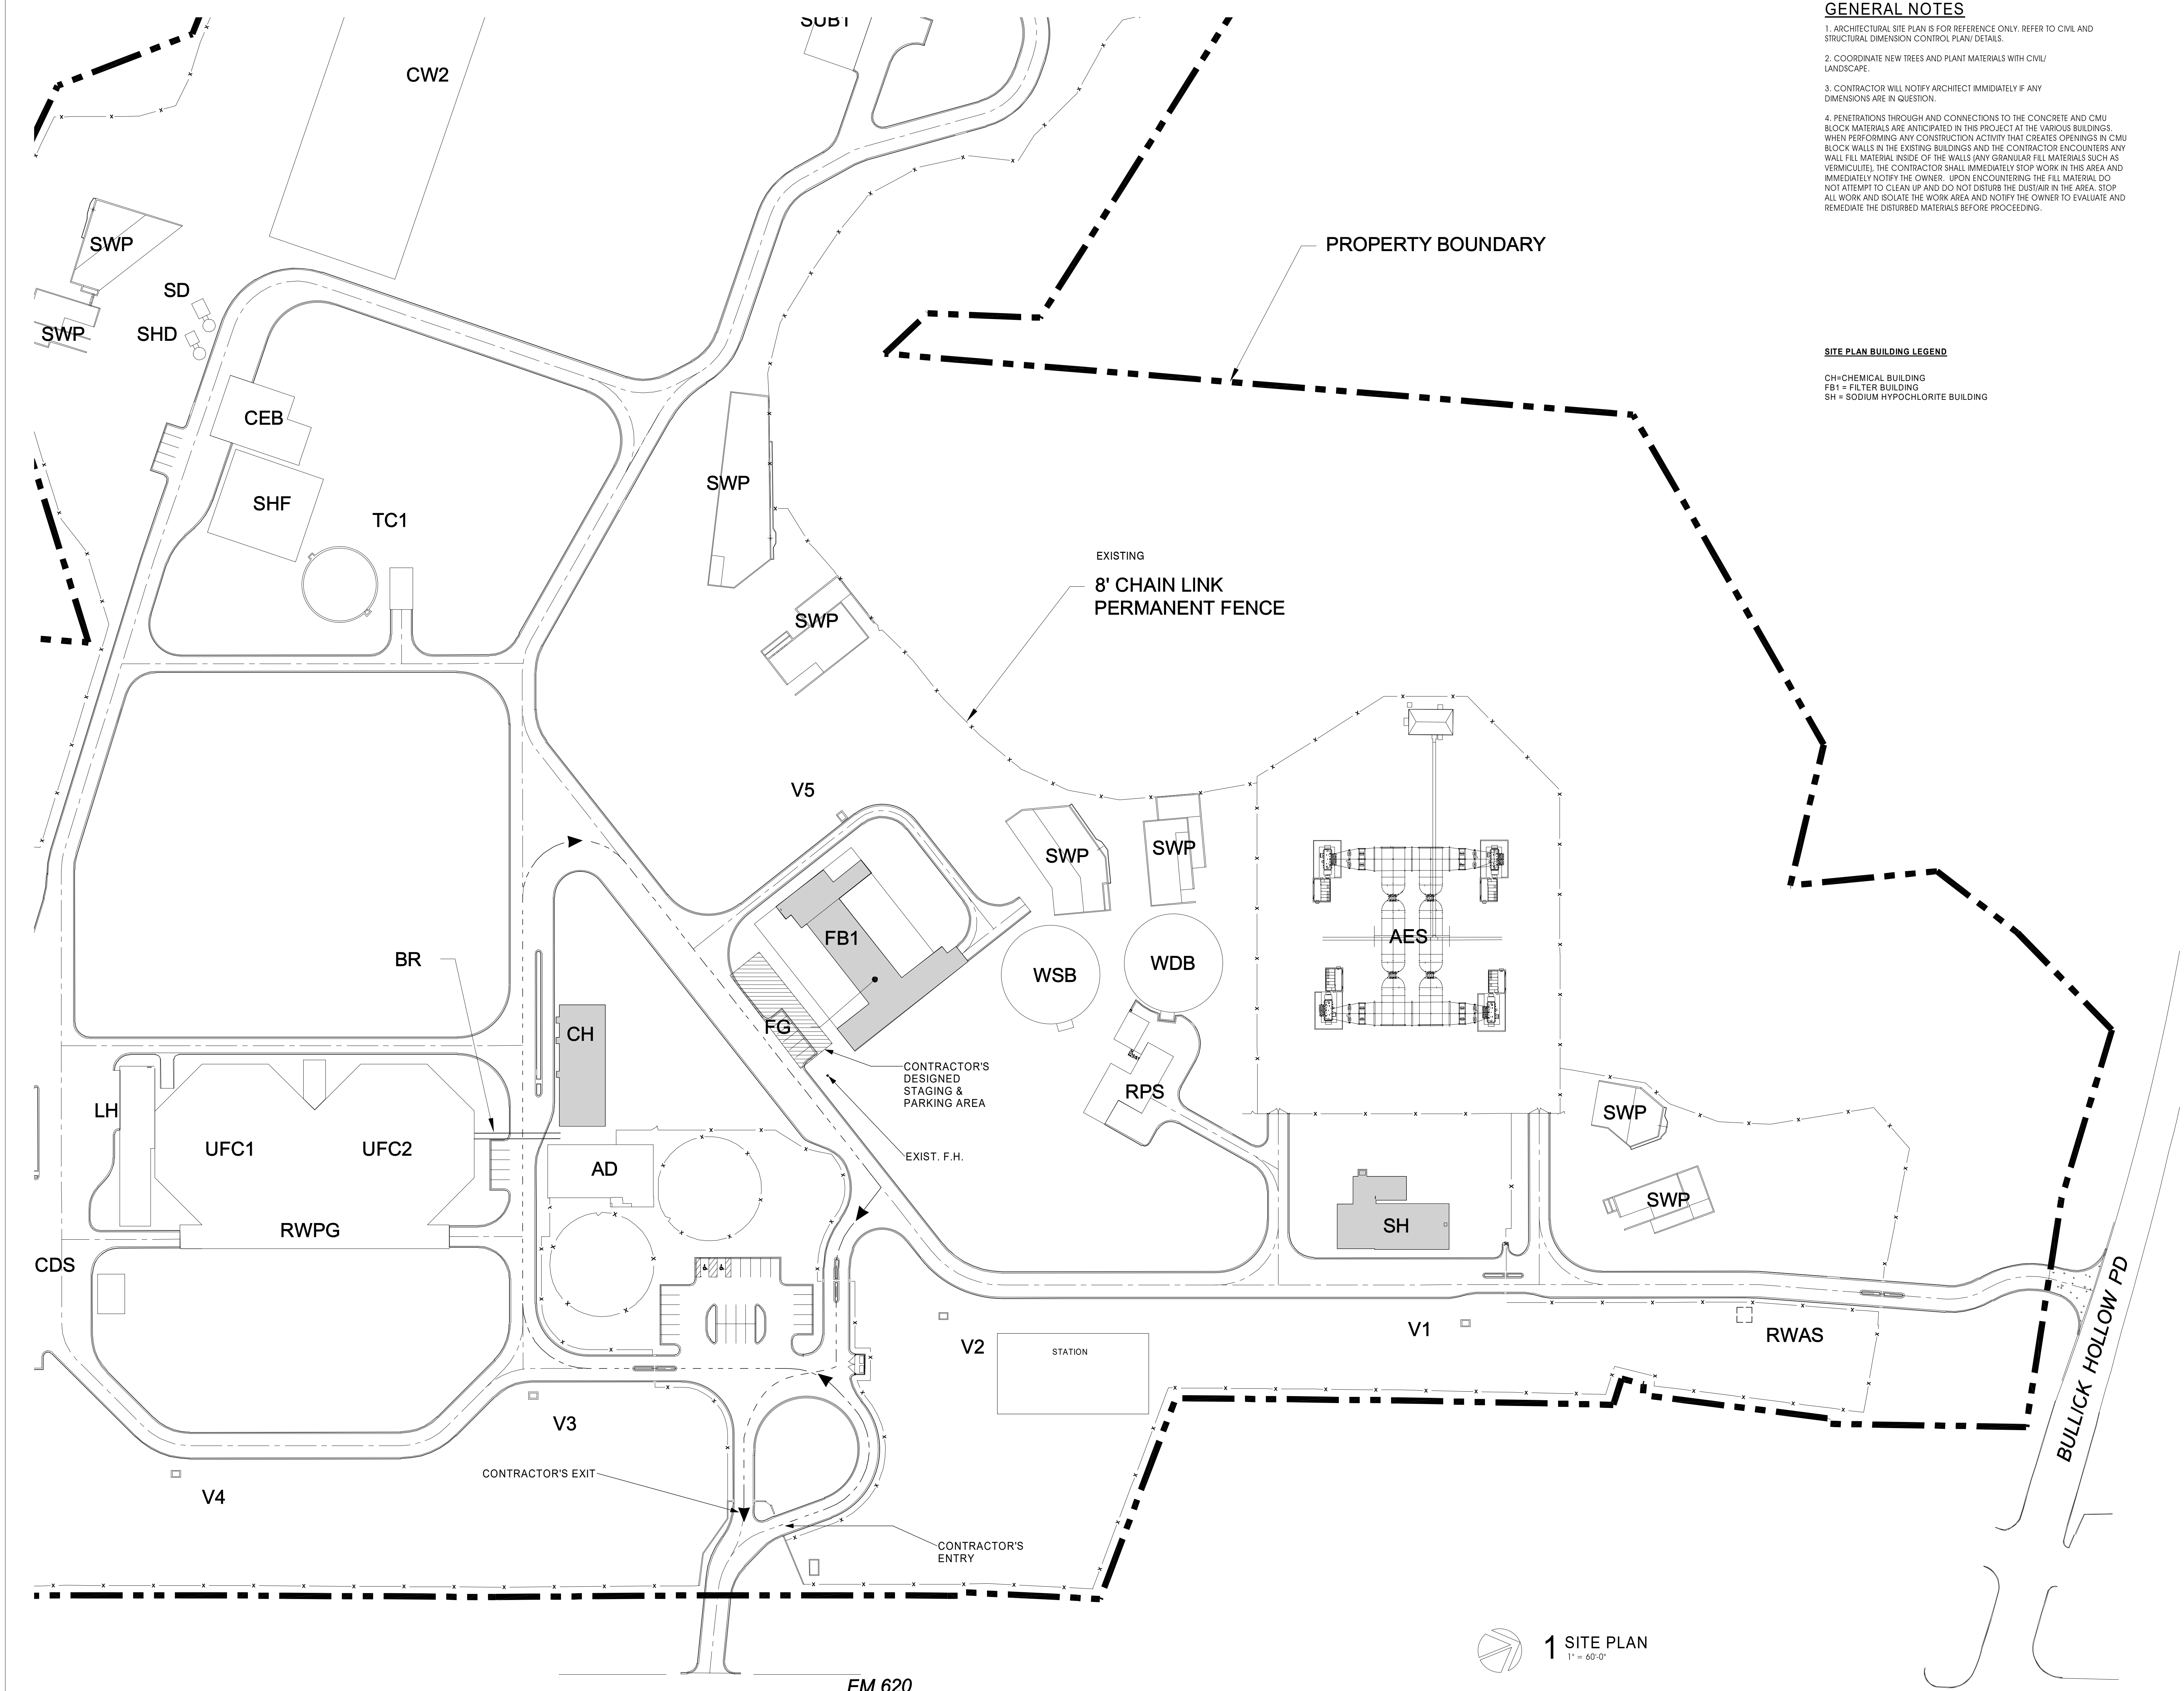 GENERAL NOTES
1. ARCHITECTURAL SITE PLAN IS FOR REFERENCE ONLY. REFER TO CIVIL AND
STRUCTURAL DIMENSION CONTROL PLAN/ DETAILS.
2. COORDINATE NEW TREES AND PLANT MATERIALS WITH CIVIL/
LANDSCAPE.
3. CONTRACTOR WILL NOTIFY ARCHITECT IMMIDIATELY IF ANY
DIMENSIONS ARE IN QUESTION.
4. PENETRATIONS THROUGH AND CONNECTIONS TO THE CONCRETE AND CMU
BLOCK MATERIALS ARE ANTICIPATED IN THIS PROJECT AT THE VARIOUS BUILDINGS.
WHEN PERFORMING ANY CONSTRUCTION ACTIVITY THAT CREATES OPENINGS IN CMU
BLOCK WALLS IN THE EXISTING BUILDINGS AND THE CONTRACTOR ENCOUNTERS ANY
WALL FILL MATERIAL INSIDE OF THE WALLS (ANY GRANULAR FILL MATERIALS SUCH AS
VERMICULITE), THE CONTRACTOR SHALL IMMEDIATELY STOP WORK IN THIS AREA AND
IMMEDIATELY NOTIFY THE OWNER. UPON ENCOUNTERING THE FILL MATERIAL DO
NOT ATTEMPT TO CLEAN UP AND DO NOT DISTURB THE DUST/AIR IN THE AREA. STOP
ALL WORK AND ISOLATE THE WORK AREA AND NOTIFY THE OWNER TO EVALUATE AND
REMEDIATE THE DISTURBED MATERIALS BEFORE PROCEEDING.
SITE PLAN BUILDING LEGEND
CH=CHEMICAL BUILDING
FB1 = FILTER BUILDING
SH = SODIUM HYPOCHLORITE BUILDING
SUB1
CW2
SWP
PROPERTY BOUNDARY
SD
SWP
SHD
CEB
SWP
SHF
TC1
EXISTING
8' CHAIN LINK
PERMANENT FENCE
SWP
V5
SWP
SWP
FB1
AES
BR
WSB
WDB
FG
CH
CONTRACTOR'S
DESIGNED
STAGING &
PARKING AREA
RPS
LH
SWP
UFC1
UFC2
EXIST. F.H.
AD
SWP
RWPG
SH
CDS
V1
RWAS
V2
STATION
BULLICK HOLLOW PD
V3
CONTRACTOR'S EXIT
V4
CONTRACTOR'S
ENTRY
1 SITE PLAN
1" = 60'-0"
FM 620